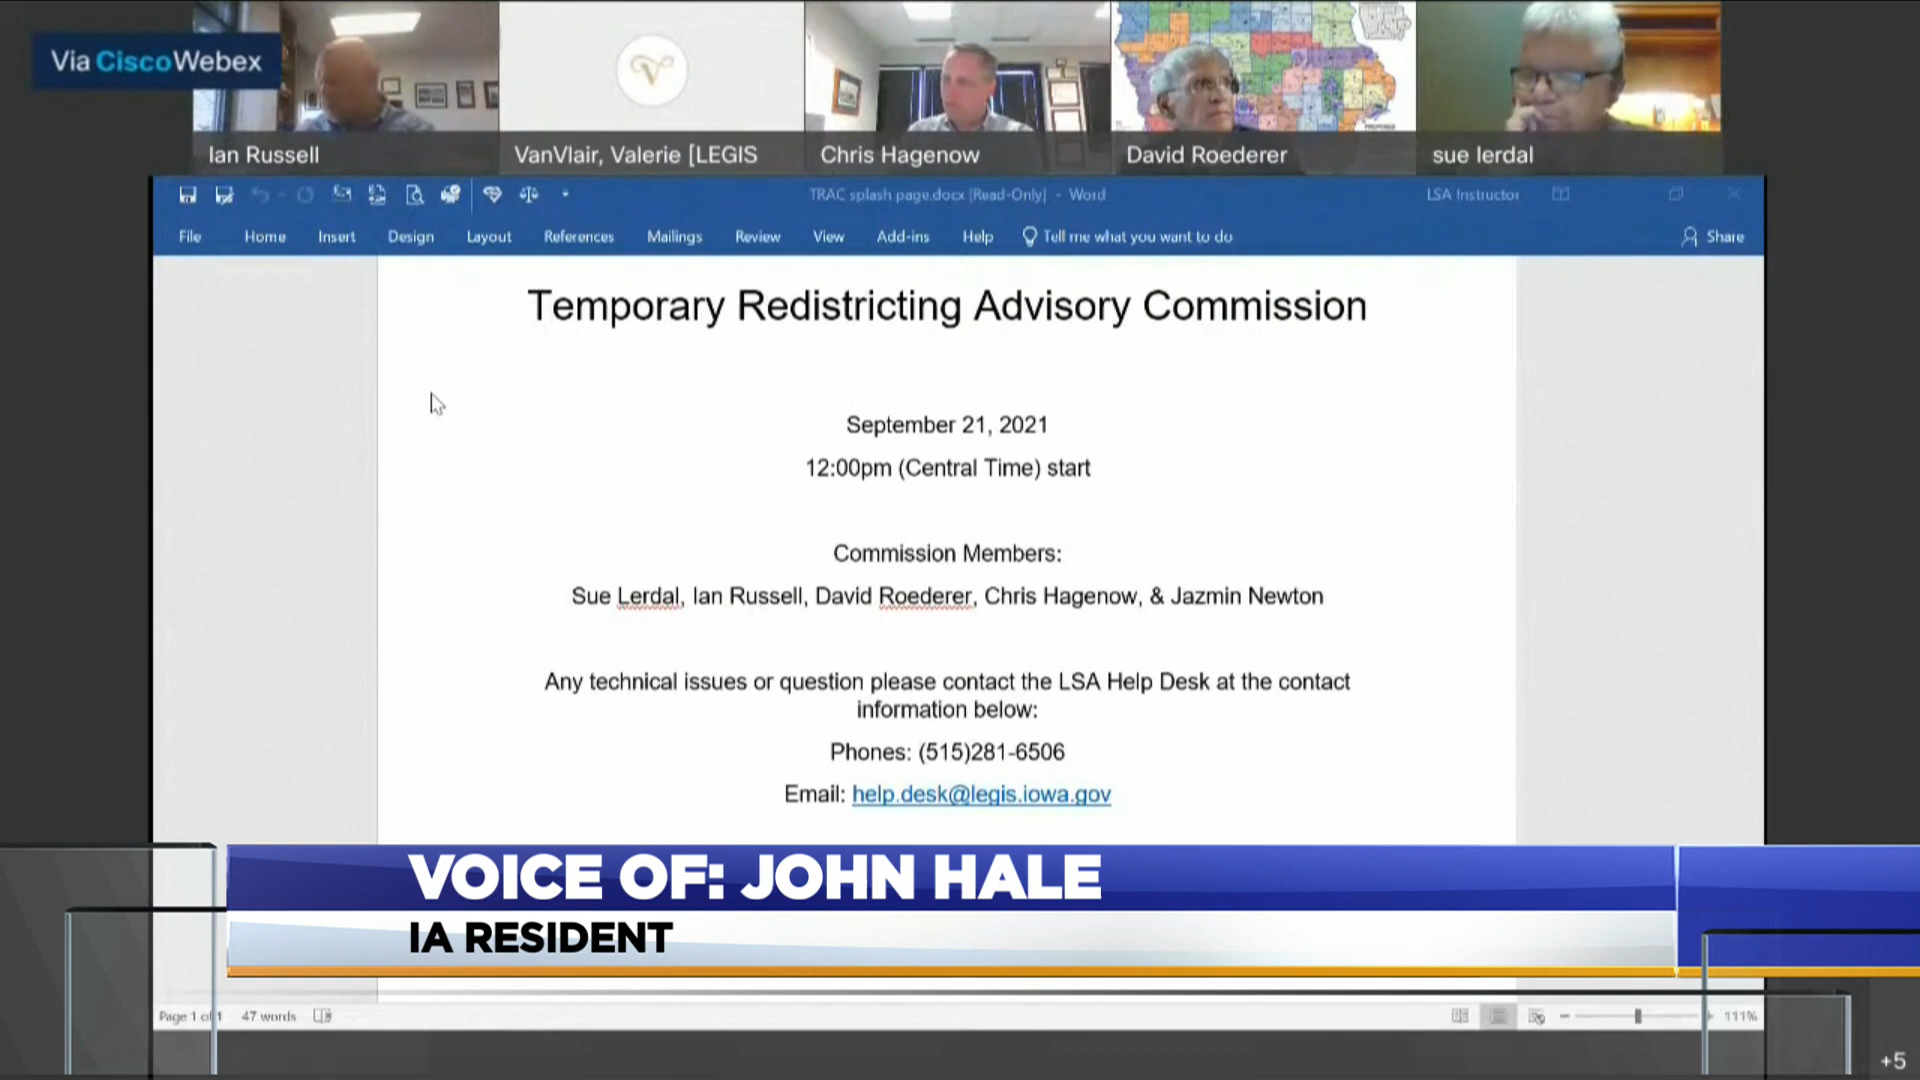 Via CiscoWebex
Ian Russell
VanVlair, Valerie [LEGIS
Chris Hagenow
David Roederer
sue lerdal
TRAC splash page.docx [Read-Only] - Word
LSA Instructor
File Home Insert Design Layout References Mailings Review View Add-ins Help Tell me what you want to do Share
Temporary Redistricting Advisory Commission
September 21, 2021
12:00pm (Central Time) start
Commission Members:
Sue Lerdal, Ian Russell, David Roederer, Chris Hagenow, & Jazmin Newton
Any technical issues or question please contact the LSA Help Desk at the contact
information below:
Phones: (515)281-6506
Email: help.desk@legis.iowa.gov
VOICE OF: JOHN HALE
IA RESIDENT
Page 1 of 1 47 words
111%
+5